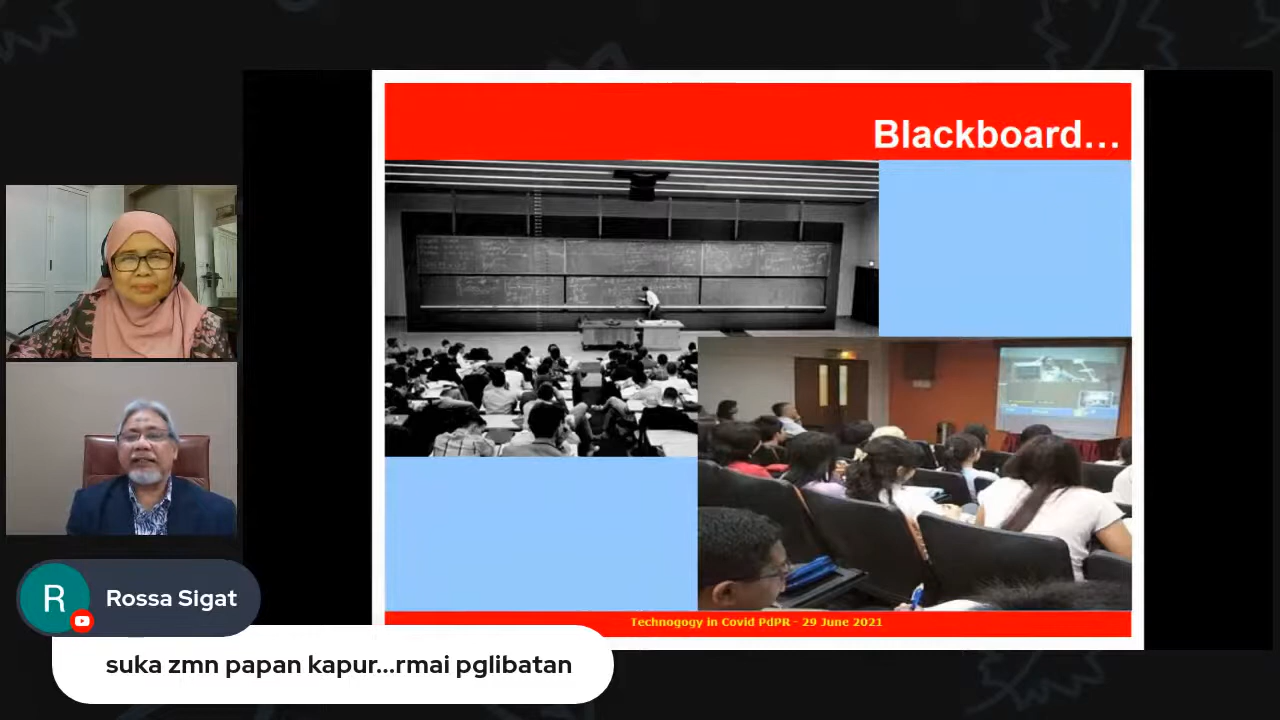 Blackboard...
Technogogy in Covid PdPR - 29 June 2021
R
Rossa Sigat
suka zmn papan kapur...rmai pglibatan